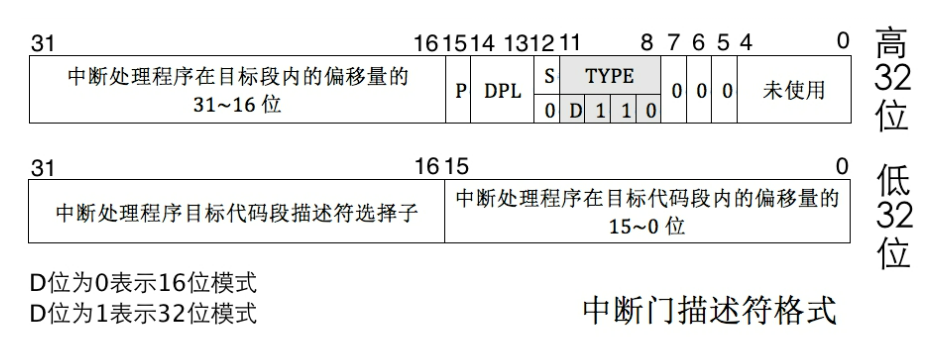 31 16 15 14 13 12 11 8 7 6 5 4 0
中断处理程序在目标段内的偏移量的
31~16 位
P
DPL
S
TYPE
0 D 1 1 0
0 0 0
未使用
高
32
位
31 16 15 0
中断处理程序目标代码段描述符选择子
中断处理程序在目标代码段内的偏移量的
15~0 位
低
32
位
D位为0表示16位模式
D位为1表示32位模式
中断门描述符格式